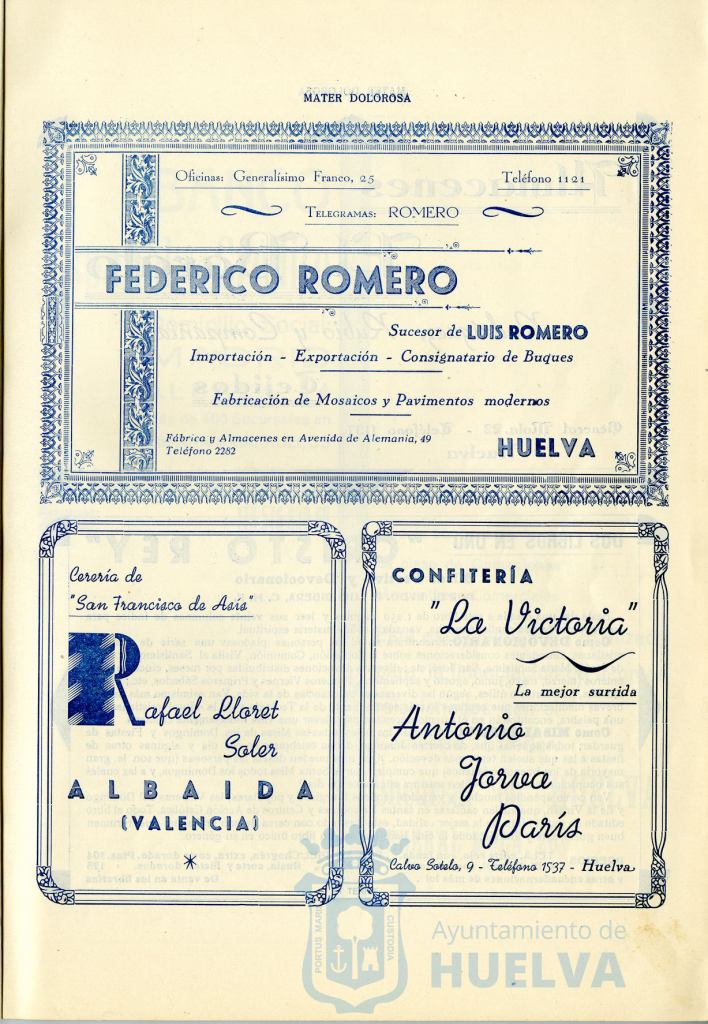 MATER DOLOROSA
Oficinas: Generalísimo Franco, 25 Teléfono 1121
TELEGRAMAS: ROMERO
FEDERICO ROMERO
Sucesor de LUIS ROMERO
Importación - Exportación - Consignatario de Buques
Fabricación de Mosaicos y Pavimentos modernos
Fábrica y Almacenes en Avenida de Alemania, 49
Teléfono 2282
HUELVA
Cerería de
"San Francisco de Asís"
Rafael Lloret
Soler
ALBAIDA
(VALENCIA)
*
CONFITERÍA
"La Victoria"
La mejor surtida
Antonio
Jorva
París
Calvo Sotelo, 9 - Teléfono 1537 - Huelva
PORTUS MARIS
CUSTODIA
Ayuntamiento de
HUELVA